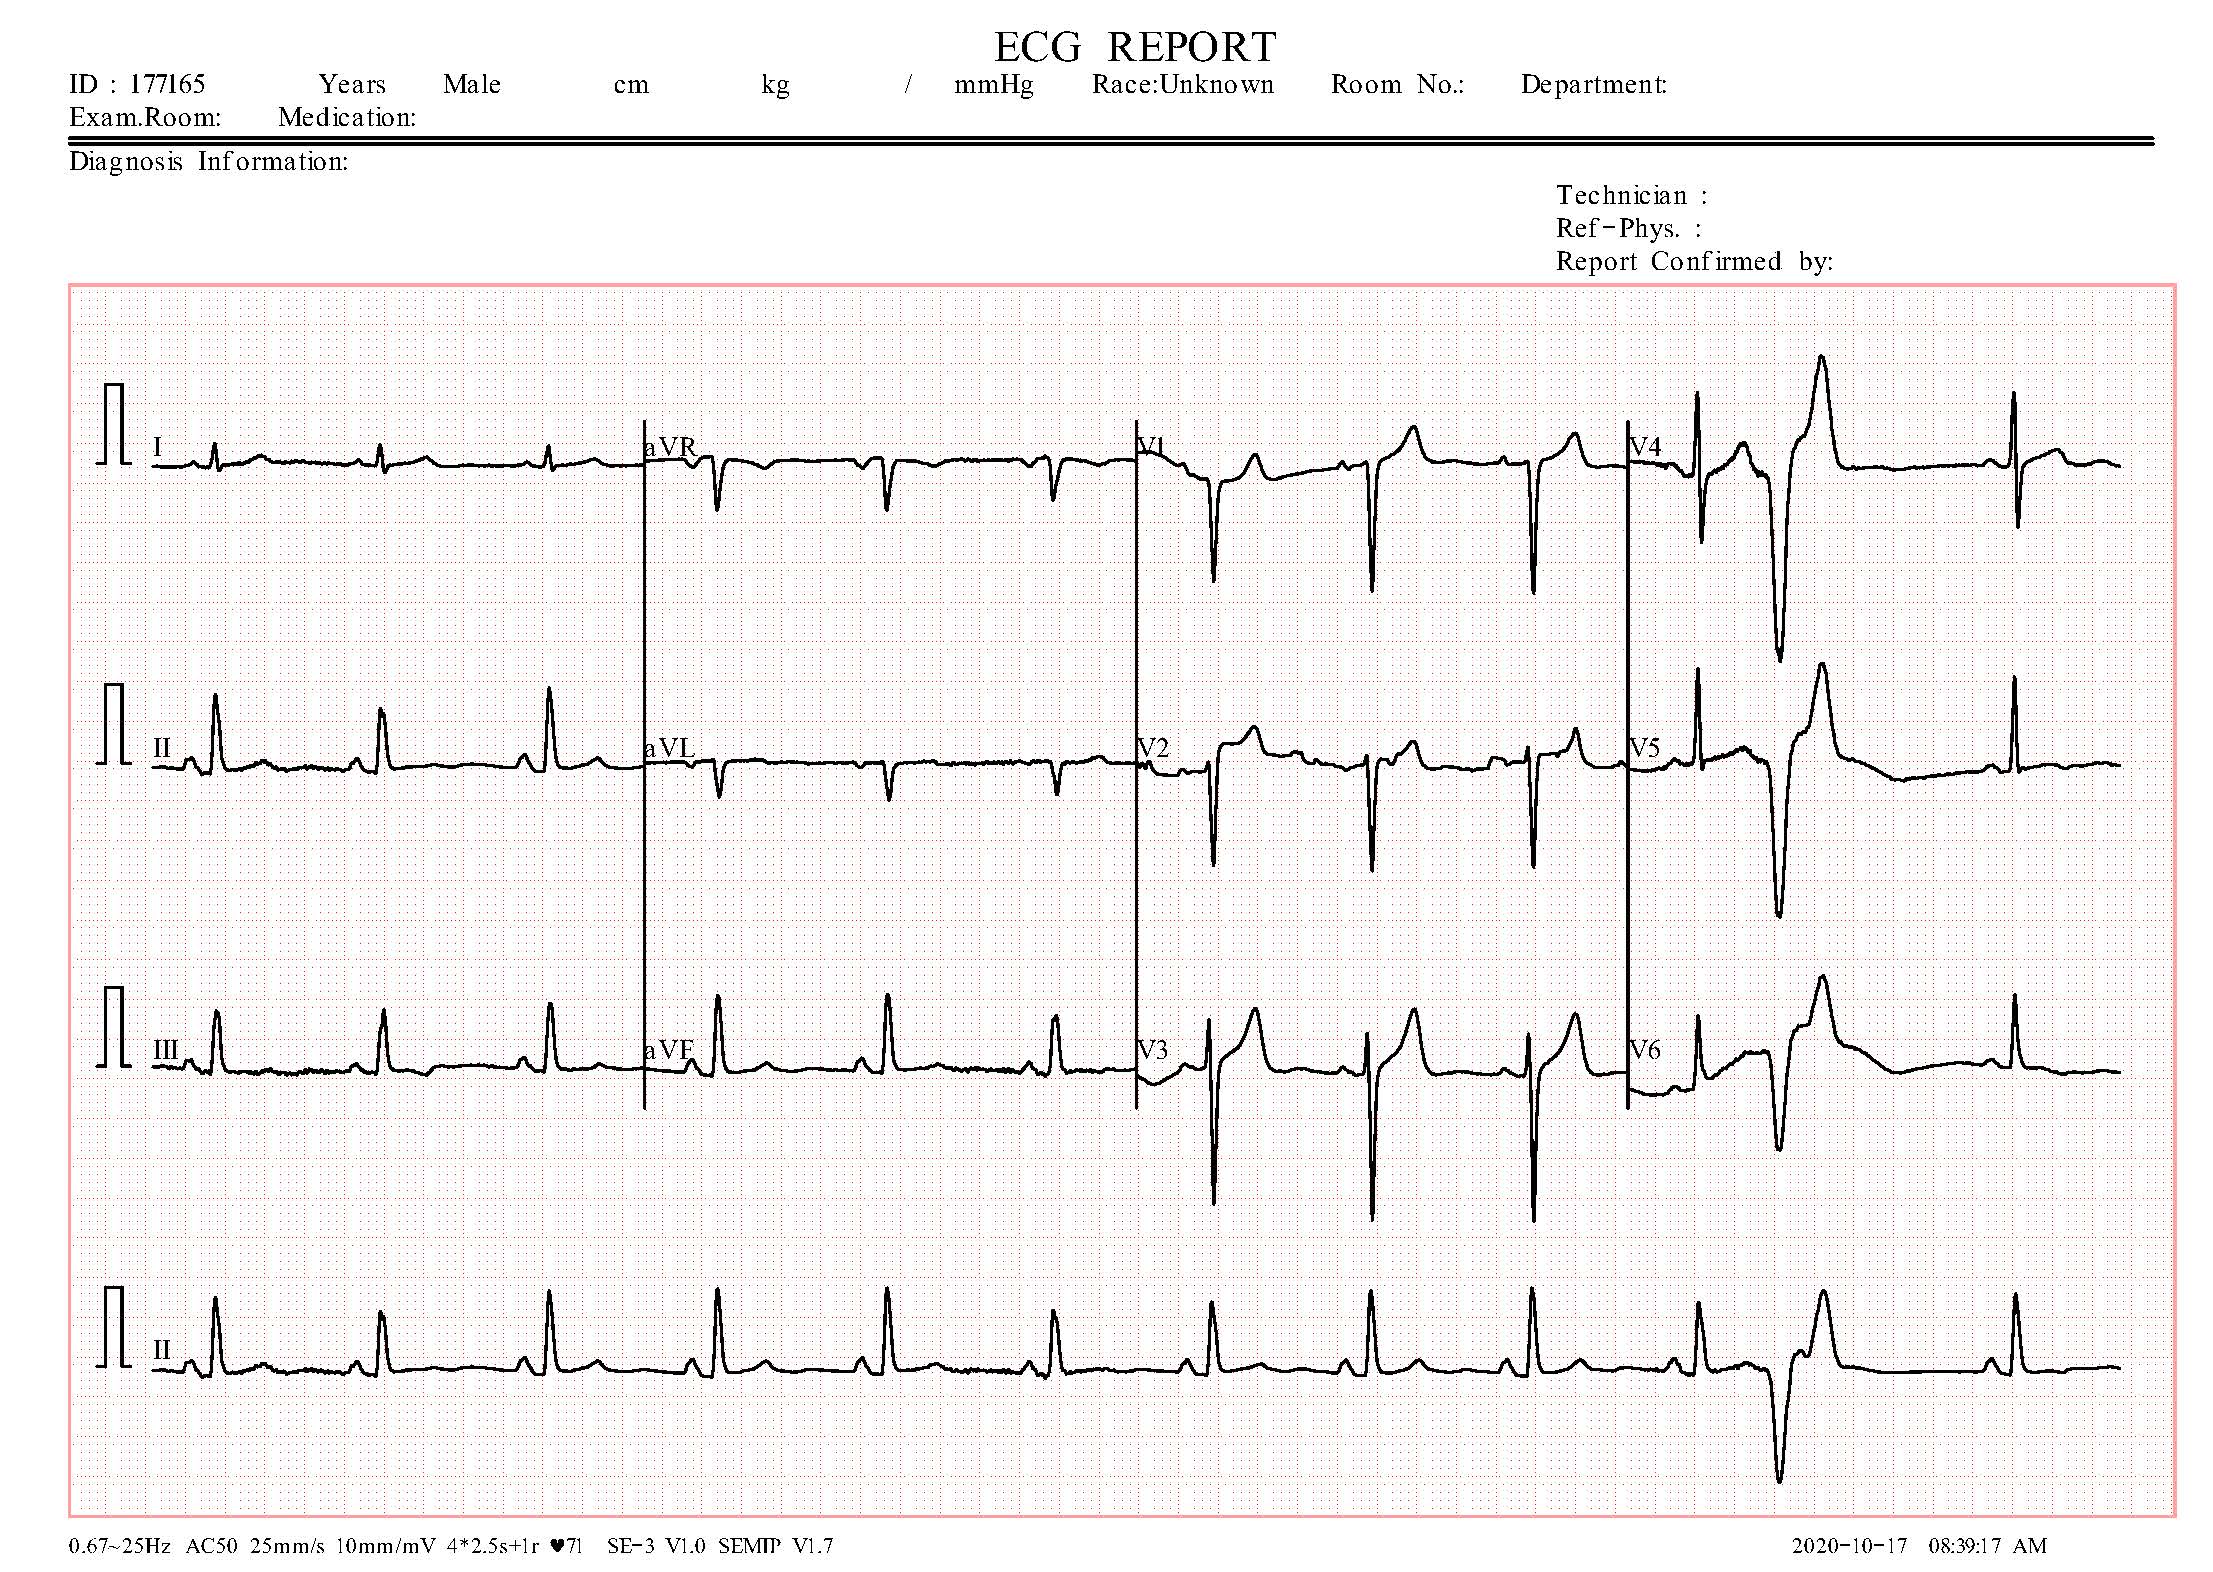 ECG REPORT
ID : 177165 Years Male cm kg / mmHg Race:Unknown Room No.: Department:
Exam.Room: Medication:
Diagnosis Information:
Technician :
Ref-Phys. :
Report Confirmed by:
I aVR V1 V4
II aVL V2 V5
III aVF V3 V6
II
0.67~25Hz AC50 25mm/s 10mm/mV 4*2.5s+1r ♥71 SE-3 V1.0 SEMIP V1.7 2020-10-17 08:39:17 AM